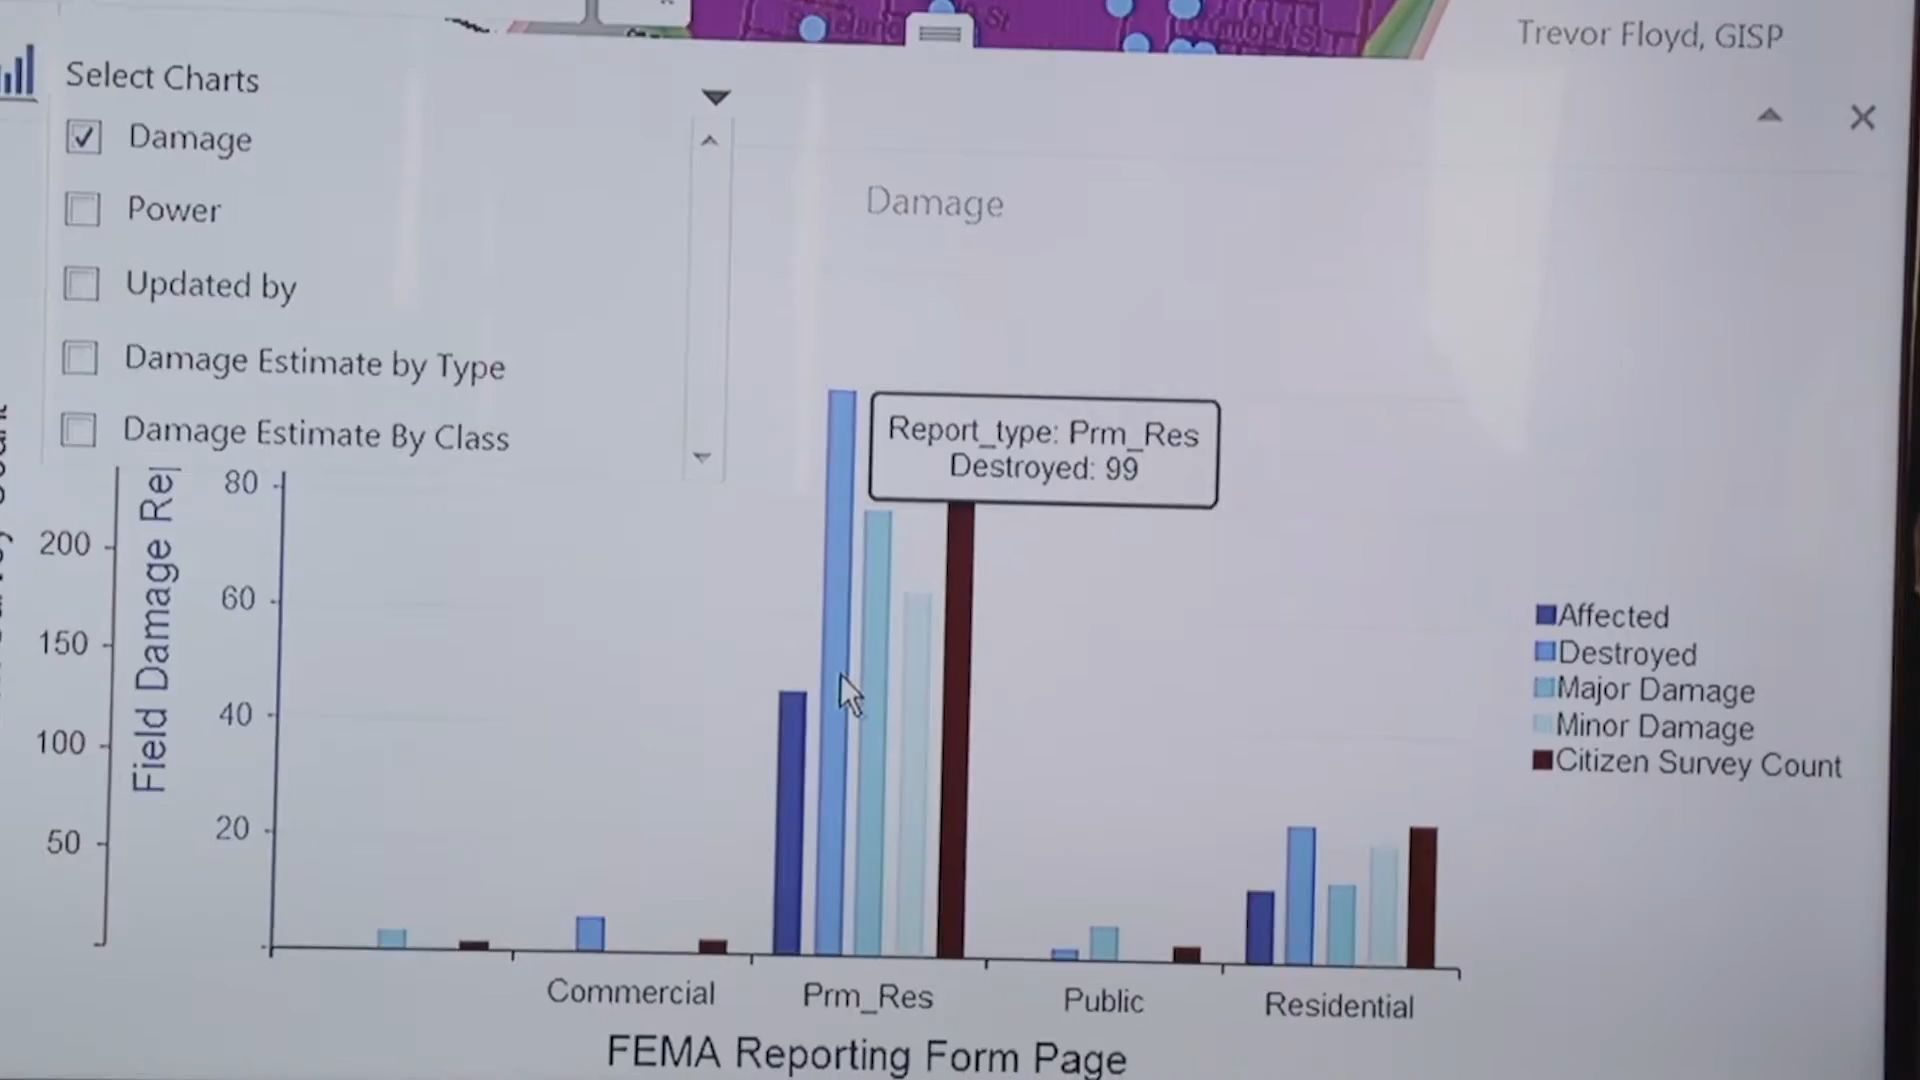 Trevor Floyd, GISP
Select Charts
Damage
Power
Updated by
Damage Estimate by Type
Damage Estimate By Class
Damage
Report_type: Prm_Res
Destroyed: 99
200
150
100
50
Field Damage
80
60
40
20
Affected
Destroyed
Major Damage
Minor Damage
Citizen Survey Count
Commercial
Prm_Res
Public
Residential
FEMA Reporting Form Page